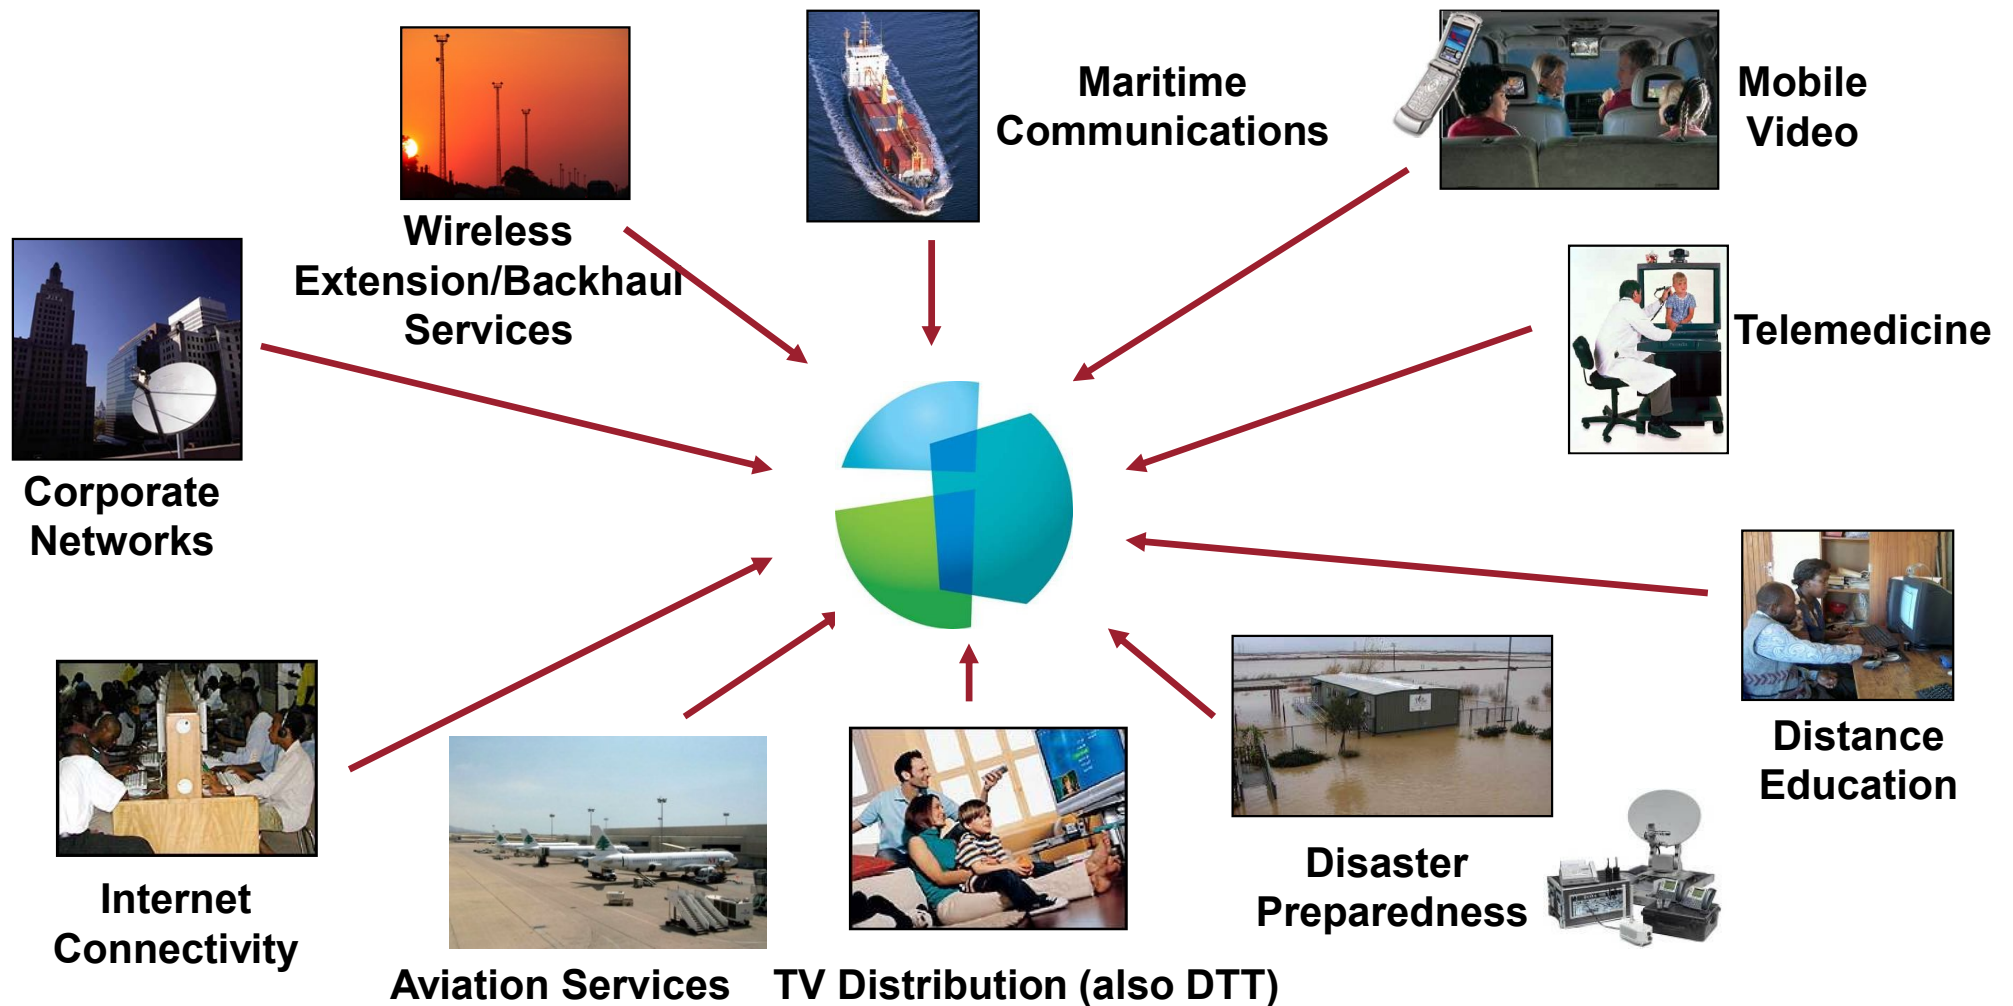 Maritime
Communications
Mobile
Video
Wireless
Extension/Backhaul
Services
Telemedicine
Corporate
Networks
Distance
Education
Internet
Connectivity
Disaster
Preparedness
Aviation Services
TV Distribution (also DTT)